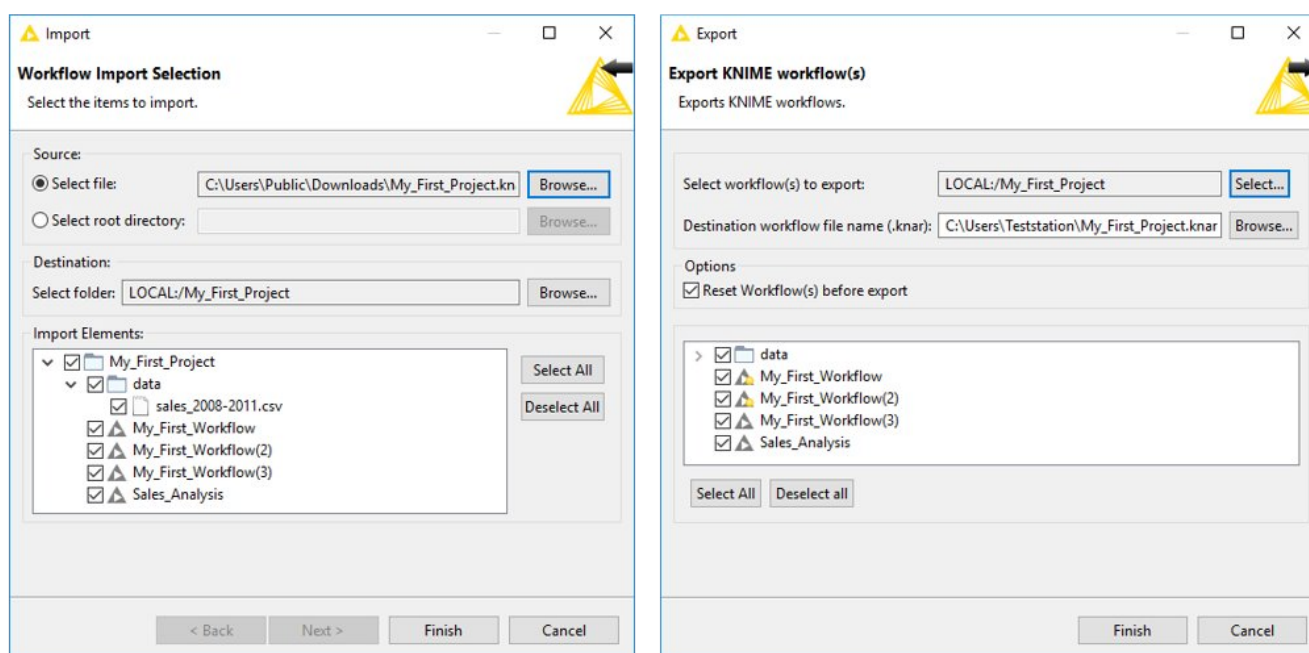 Import
Workflow Import Selection
Select the items to import.
Source:
Select file: C:\Users\Public\Downloads\My_First_Project.kn Browse...
Select root directory: Browse...
Destination:
Select folder: LOCAL:/My_First_Project Browse...
Import Elements:
My_First_Project
data
sales_2008-2011.csv
My_First_Workflow
My_First_Workflow(2)
My_First_Workflow(3)
Sales_Analysis
Select All
Deselect All
< Back Next > Finish Cancel
Export
Export KNIME workflow(s)
Exports KNIME workflows.
Select workflow(s) to export: LOCAL:/My_First_Project Select...
Destination workflow file name (.knar): C:\Users\Teststation\My_First_Project.knar Browse...
Options
Reset Workflow(s) before export
data
My_First_Workflow
My_First_Workflow(2)
My_First_Workflow(3)
Sales_Analysis
Select All Deselect all
Finish Cancel